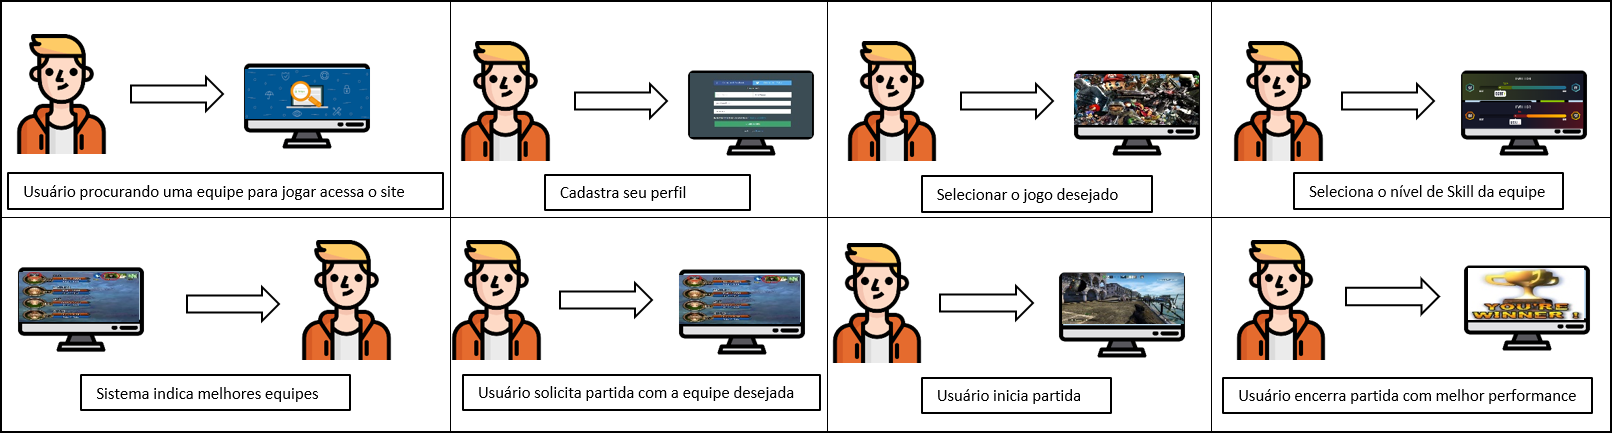 Usuário procurando uma equipe para jogar acessa o site
Cadastra seu perfil
Selecionar o jogo desejado
Seleciona o nível de Skill da equipe
Sistema indica melhores equipes
Usuário solicita partida com a equipe desejada
Usuário inicia partida
YOU'RE
WINNER !
Usuário encerra partida com melhor performance